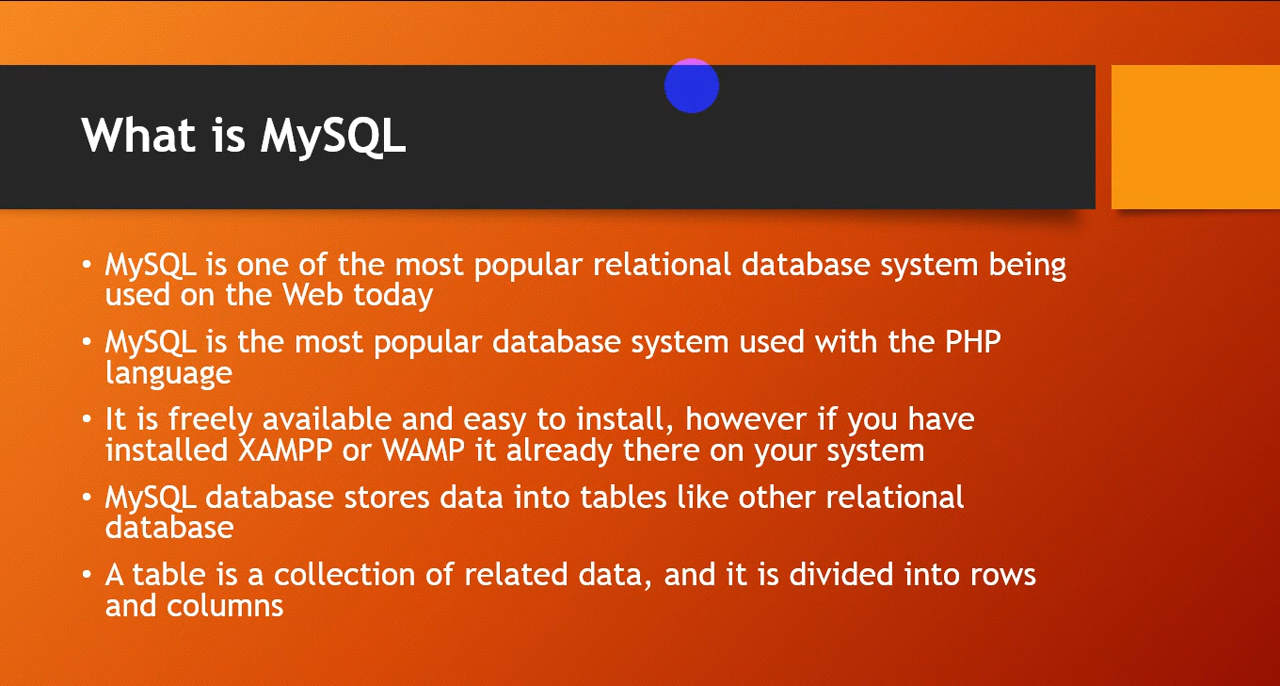 What is MySQL
• MySQL is one of the most popular relational database system being
used on the Web today
• MySQL is the most popular database system used with the PHP
language
• It is freely available and easy to install, however if you have
installed XAMPP or WAMP it already there on your system
• MySQL database stores data into tables like other relational
database
• A table is a collection of related data, and it is divided into rows
and columns